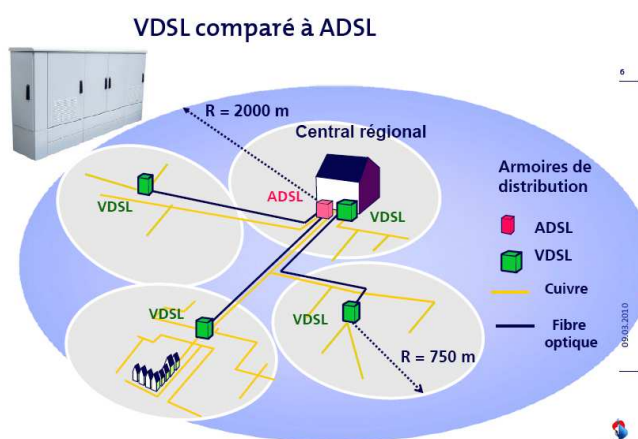 VDSL comparé à ADSL
6
R = 2000 m
Central régional
ADSL
VDSL
VDSL
Armoires de
distribution
ADSL
VDSL
Cuivre
Fibre
optique
VDSL
VDSL
R = 750 m
09.03.2010